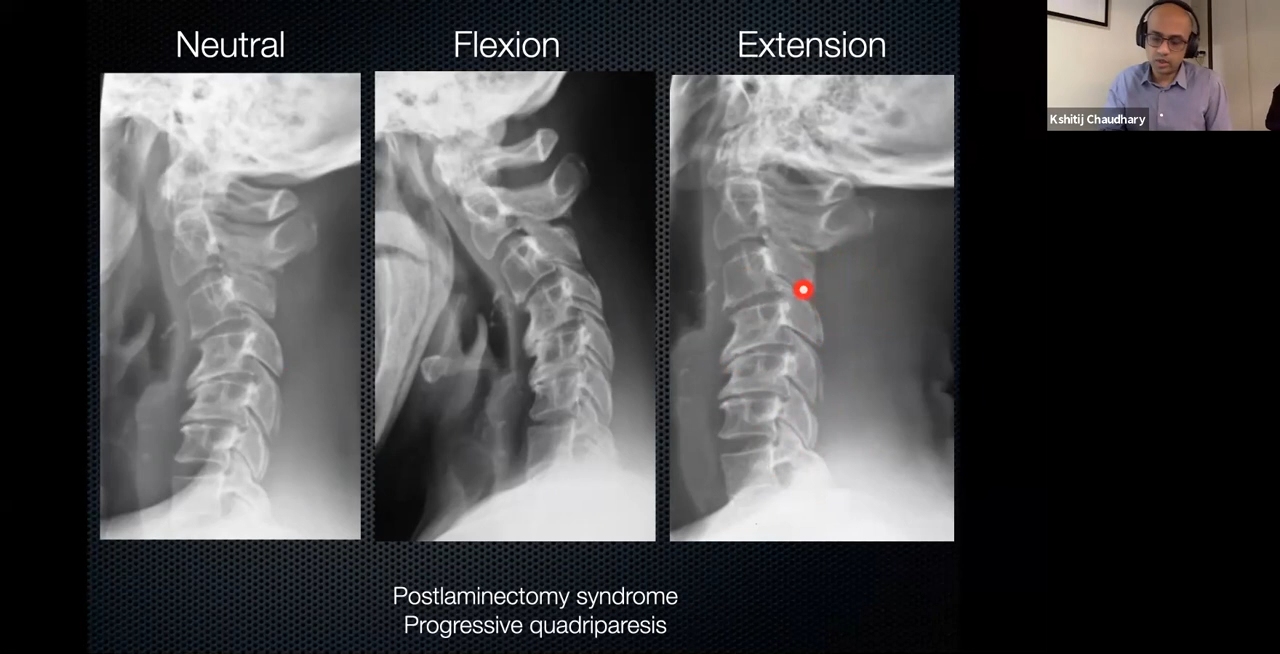 Neutral
Flexion
Extension
Kshitij Chaudhary
Postlaminectomy syndrome
Progressive quadriparesis